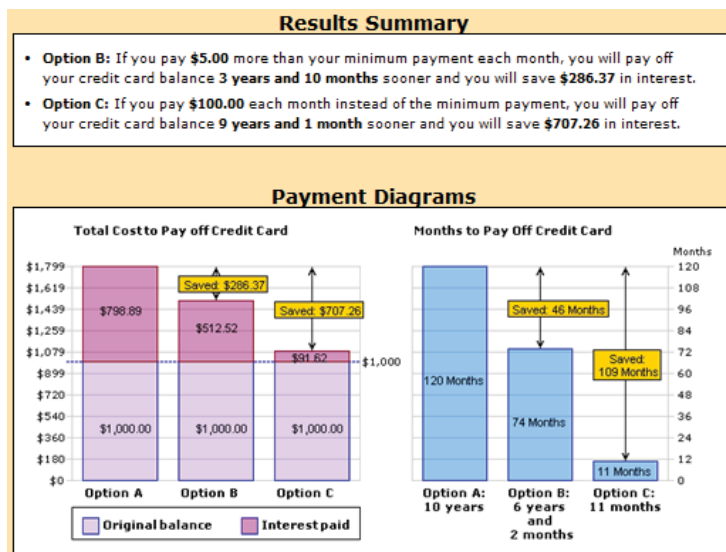 Results Summary
• Option B: If you pay $5.00 more than your minimum payment each month, you will pay off
your credit card balance 3 years and 10 months sooner and you will save $286.37 in interest.
• Option C: If you pay $100.00 each month instead of the minimum payment, you will pay off
your credit card balance 9 years and 1 month sooner and you will save $707.26 in interest.
Payment Diagrams
Total Cost to Pay off Credit Card
$1,799
$1,619
$1,439
$1,259
$1,079
$899
$720
$540
$360
$180
$0
$798.89
$1,000.00
Saved: $286.37
$512.52
$1,000.00
Saved: $707.26
$91.62
$1,000.00
$1,000
Option A
Option B
Option C
Original balance
Interest paid
Months to Pay Off Credit Card
Months
120
108
96
84
72
60
48
36
24
12
0
120 Months
Saved: 46 Months
74 Months
Saved:
109 Months
11 Months
Option A:
10 years
Option B:
6 years
and
2 months
Option C:
11 months